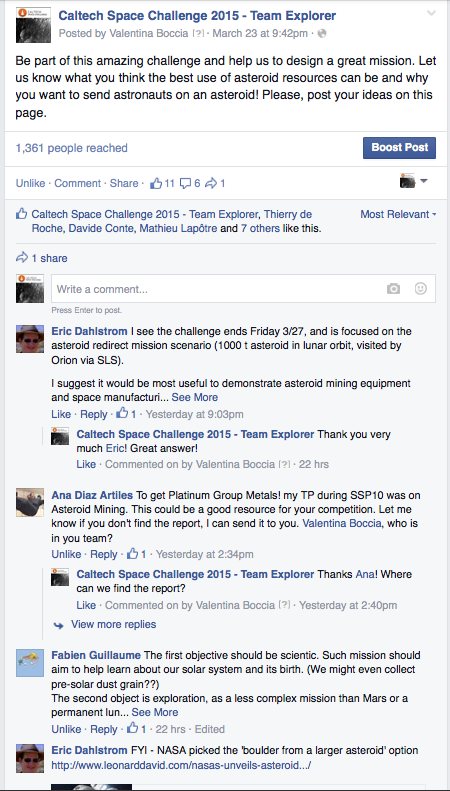 Caltech Space Challenge 2015 - Team Explorer
Posted by Valentina Boccia [?] · March 23 at 9:42pm ·
Be part of this amazing challenge and help us to design a great mission. Let
us know what you think the best use of asteroid resources can be and why
you want to send astronauts on an asteroid! Please, post your ideas on this
page.
1,361 people reached
Boost Post
Unlike · Comment · Share · 11 6 1
Caltech Space Challenge 2015 - Team Explorer, Thierry de
Roche, Davide Conte, Mathieu Lapôtre and 7 others like this.
Most Relevant
1 share
Write a comment...
Press Enter to post.
Eric Dahlstrom I see the challenge ends Friday 3/27, and is focused on the
asteroid redirect mission scenario (1000 t asteroid in lunar orbit, visited by
Orion via SLS).
I suggest it would be most useful to demonstrate asteroid mining equipment
and space manufacturi... See More
Like · Reply · 1 · Yesterday at 9:03pm
Caltech Space Challenge 2015 - Team Explorer Thank you very
much Eric! Great answer!
Like · Commented on by Valentina Boccia [?] · 22 hrs
Ana Diaz Artiles To get Platinum Group Metals! my TP during SSP10 was on
Asteroid Mining. This could be a good resource for your competition. Let me
know if you don't find the report, I can send it to you. Valentina Boccia, who is
in you team?
Unlike · Reply · 1 · Yesterday at 2:34pm
Caltech Space Challenge 2015 - Team Explorer Thanks Ana! Where
can we find the report?
Like · Commented on by Valentina Boccia [?] · Yesterday at 2:40pm
View more replies
Fabien Guillaume The first objective should be scientic. Such mission should
aim to help learn about our solar system and its birth. (We might even collect
pre-solar dust grain??)
The second object is exploration, as a less complex mission than Mars or a
permanent lun... See More
Unlike · Reply · 1 · 22 hrs · Edited
Eric Dahlstrom FYI - NASA picked the 'boulder from a larger asteroid' option
http://www.leonarddavid.com/nasas-unveils-asteroid.../